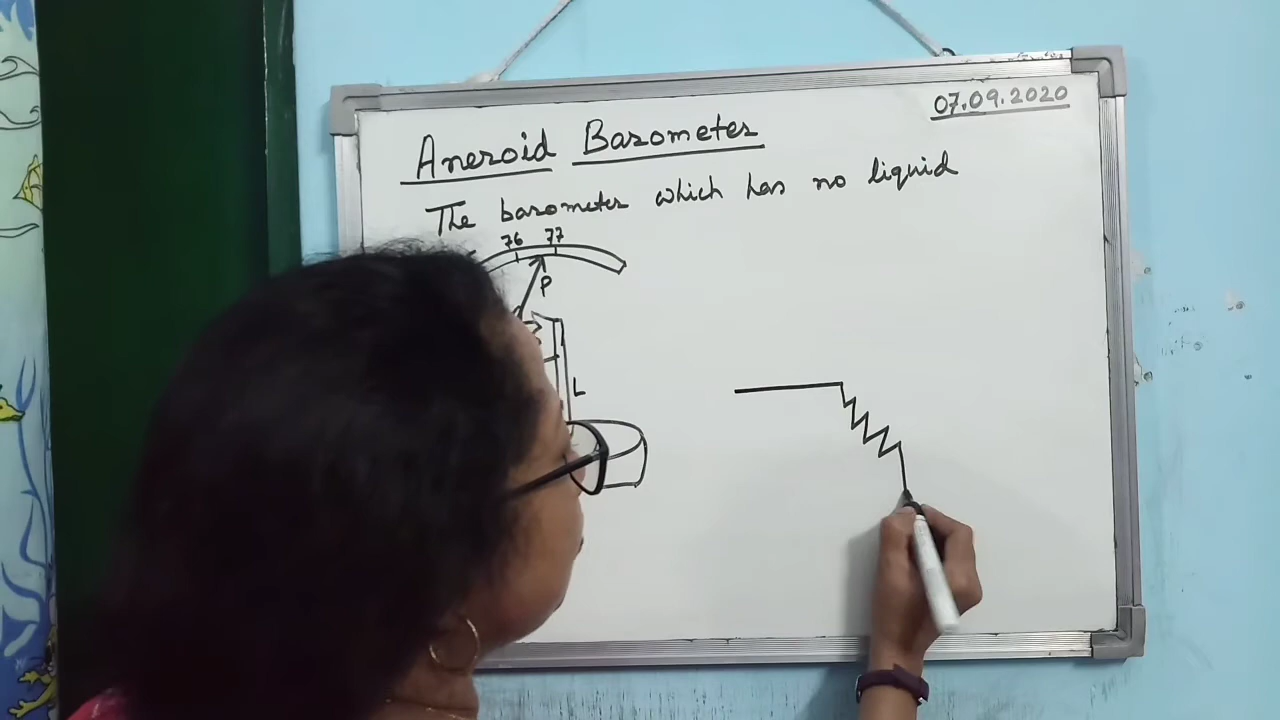 07.09.2020
Aneroid Barometer
The barometer which has no liquid
76 77
P
L